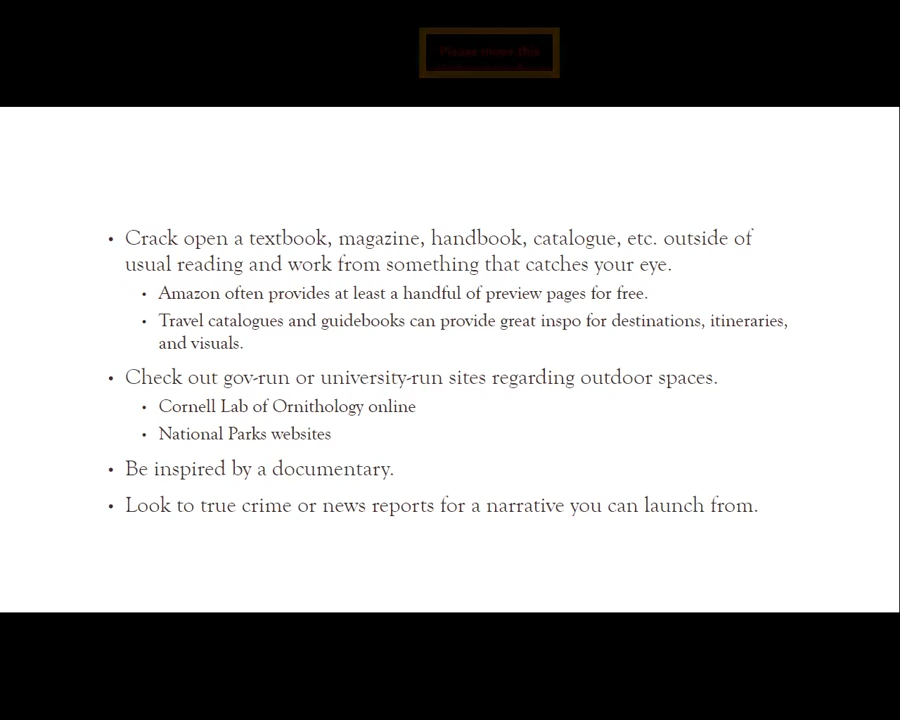 Please move this
• Crack open a textbook, magazine, handbook, catalogue, etc. outside of
usual reading and work from something that catches your eye.
• Amazon often provides at least a handful of preview pages for free.
• Travel catalogues and guidebooks can provide great inspo for destinations, itineraries,
and visuals.
• Check out gov-run or university-run sites regarding outdoor spaces.
• Cornell Lab of Ornithology online
• National Parks websites
• Be inspired by a documentary.
• Look to true crime or news reports for a narrative you can launch from.